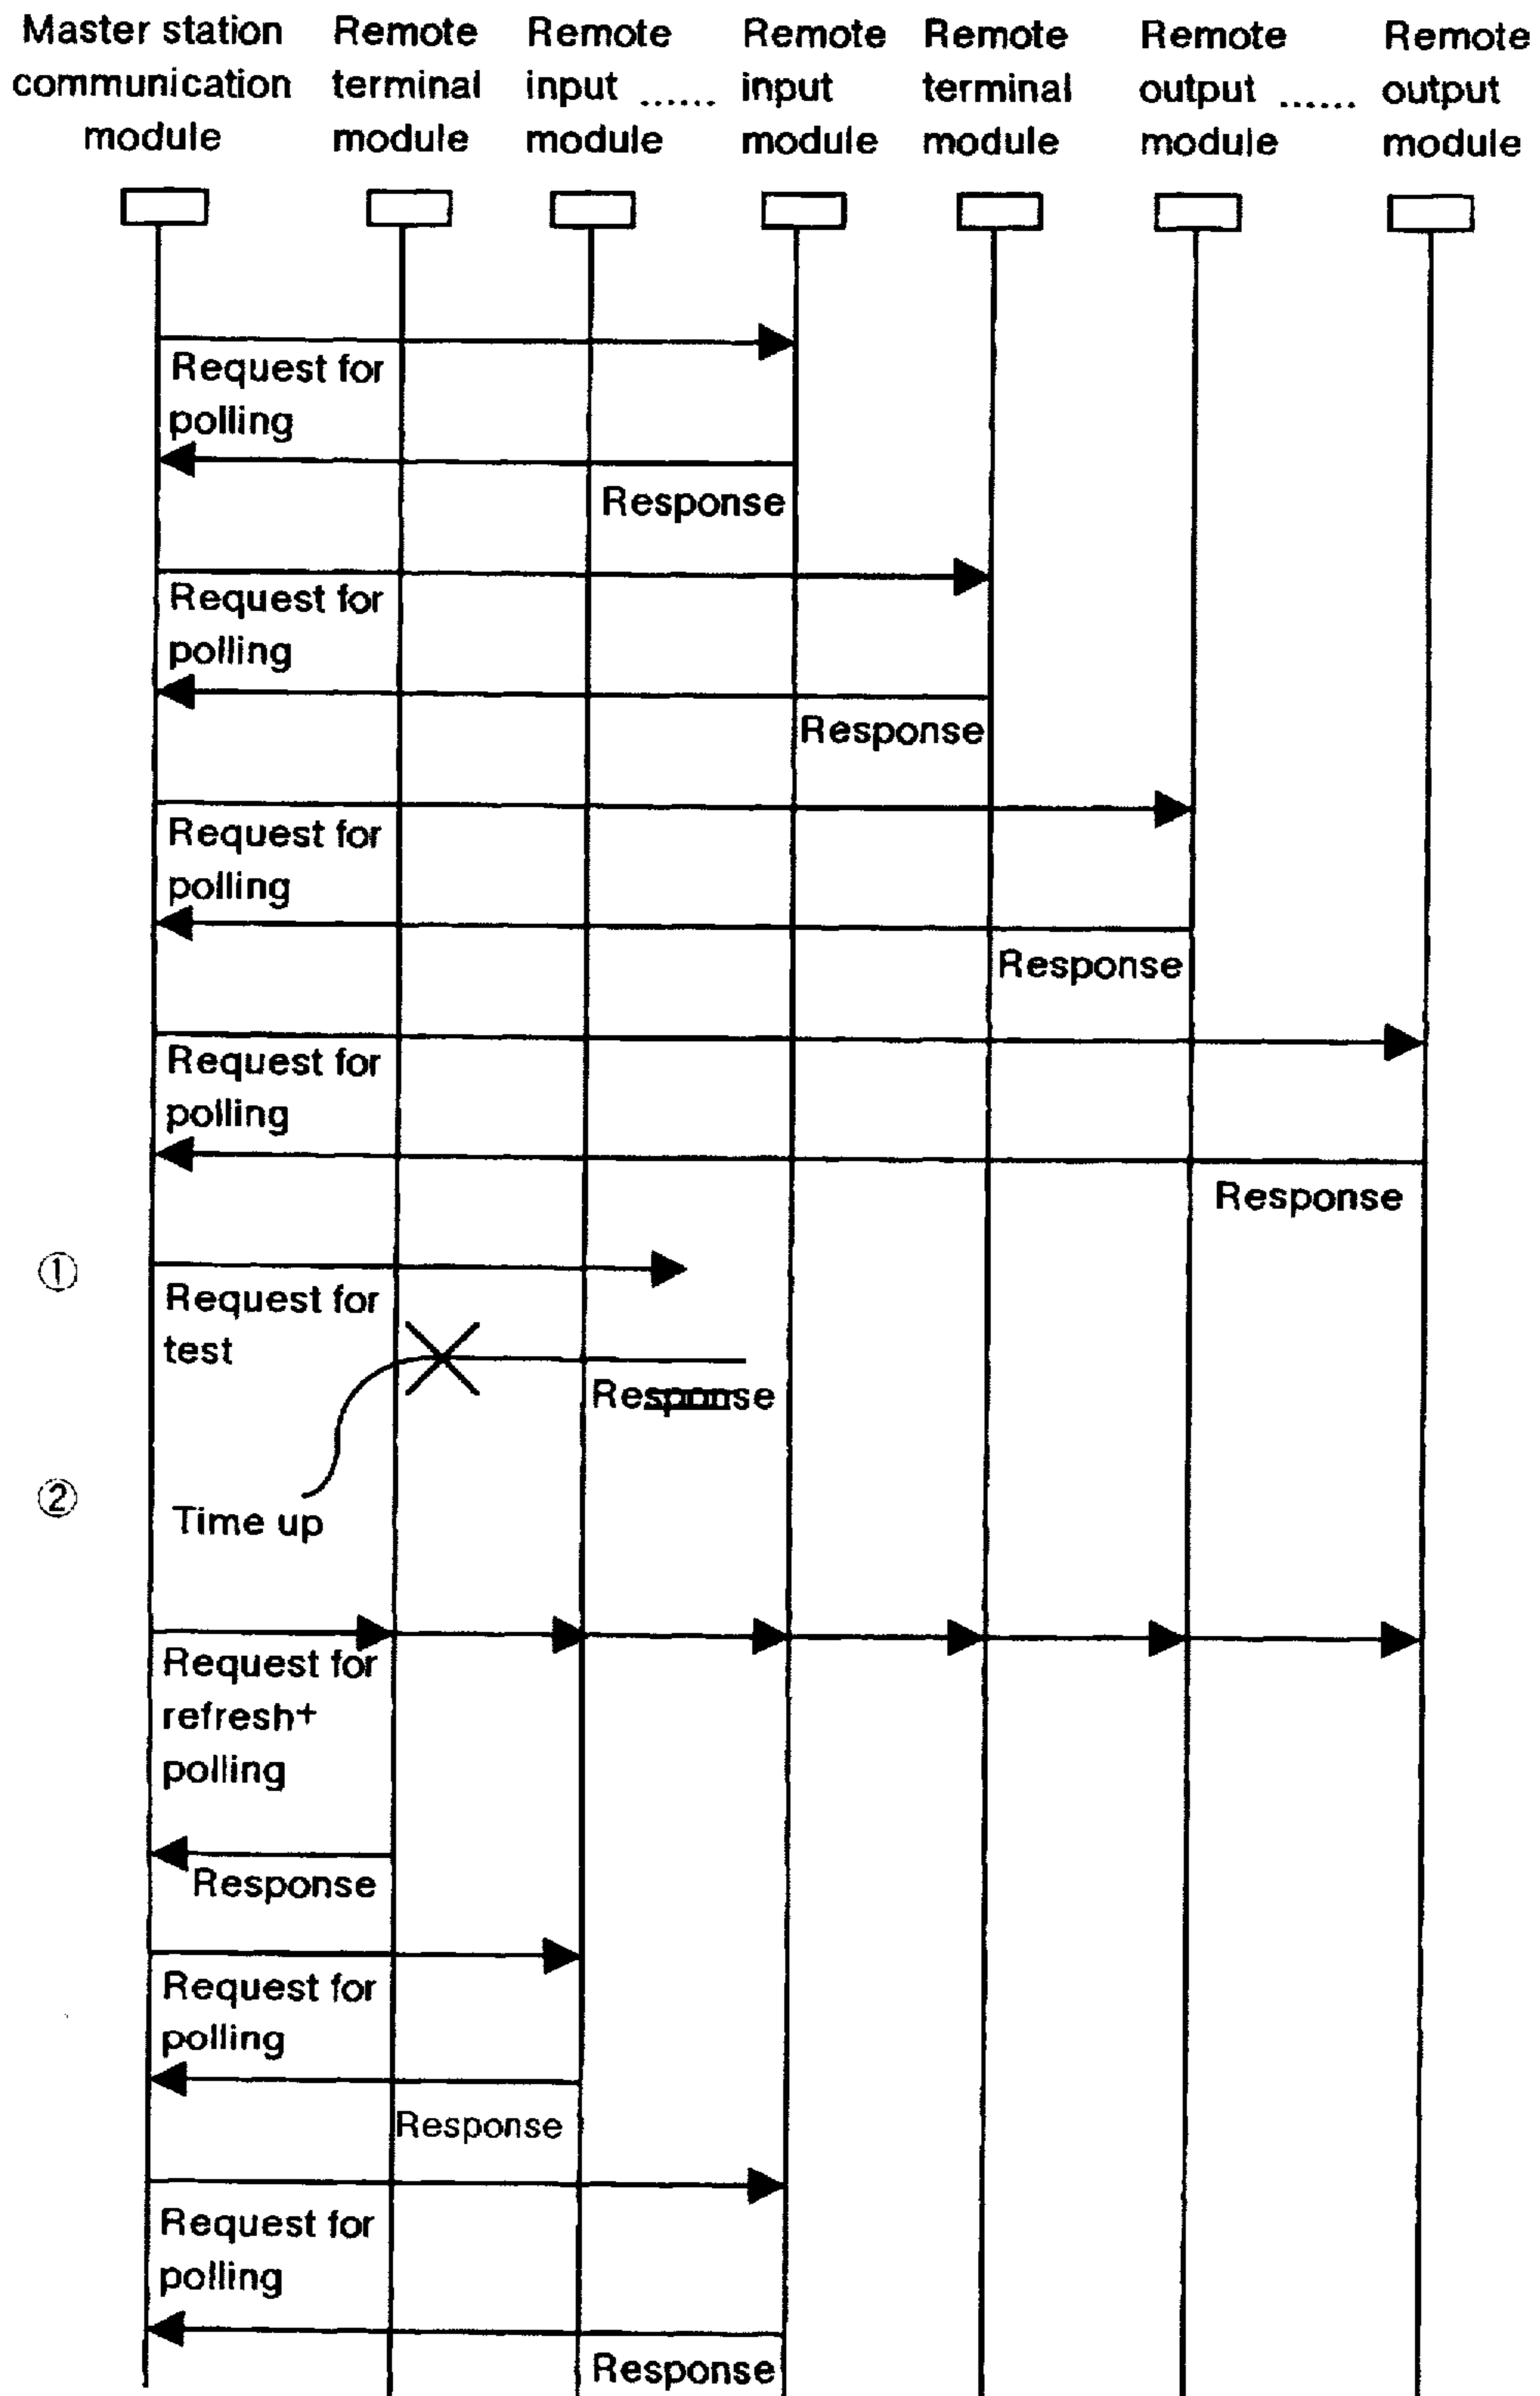 Master station
communication
module
Remote
terminal
module
Remote
input ......
module
Remote
input
module
Remote
terminal
module
Remote
output ......
module
Remote
output
module
Request for
polling
Response
Request for
polling
Response
Request for
polling
Response
Request for
polling
Response
①
Request for
test
Response
②
Time up
Request for
refresh+
polling
Response
Request for
polling
Response
Request for
polling
Response